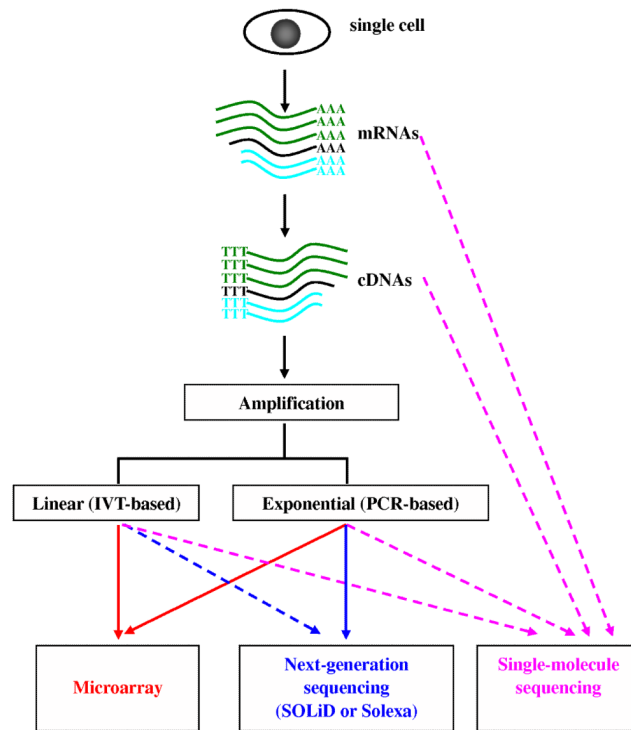 single cell
AAA
AAA
AAA
mRNAs
AAA
AAA
AAA
TTT
TTT
TTT
cDNAs
TTT
TTT
TTT
Amplification
Linear (IVT-based)
Exponential (PCR-based)
Microarray
Next-generation
sequencing
(SOLiD or Solexa)
Single-molecule
sequencing